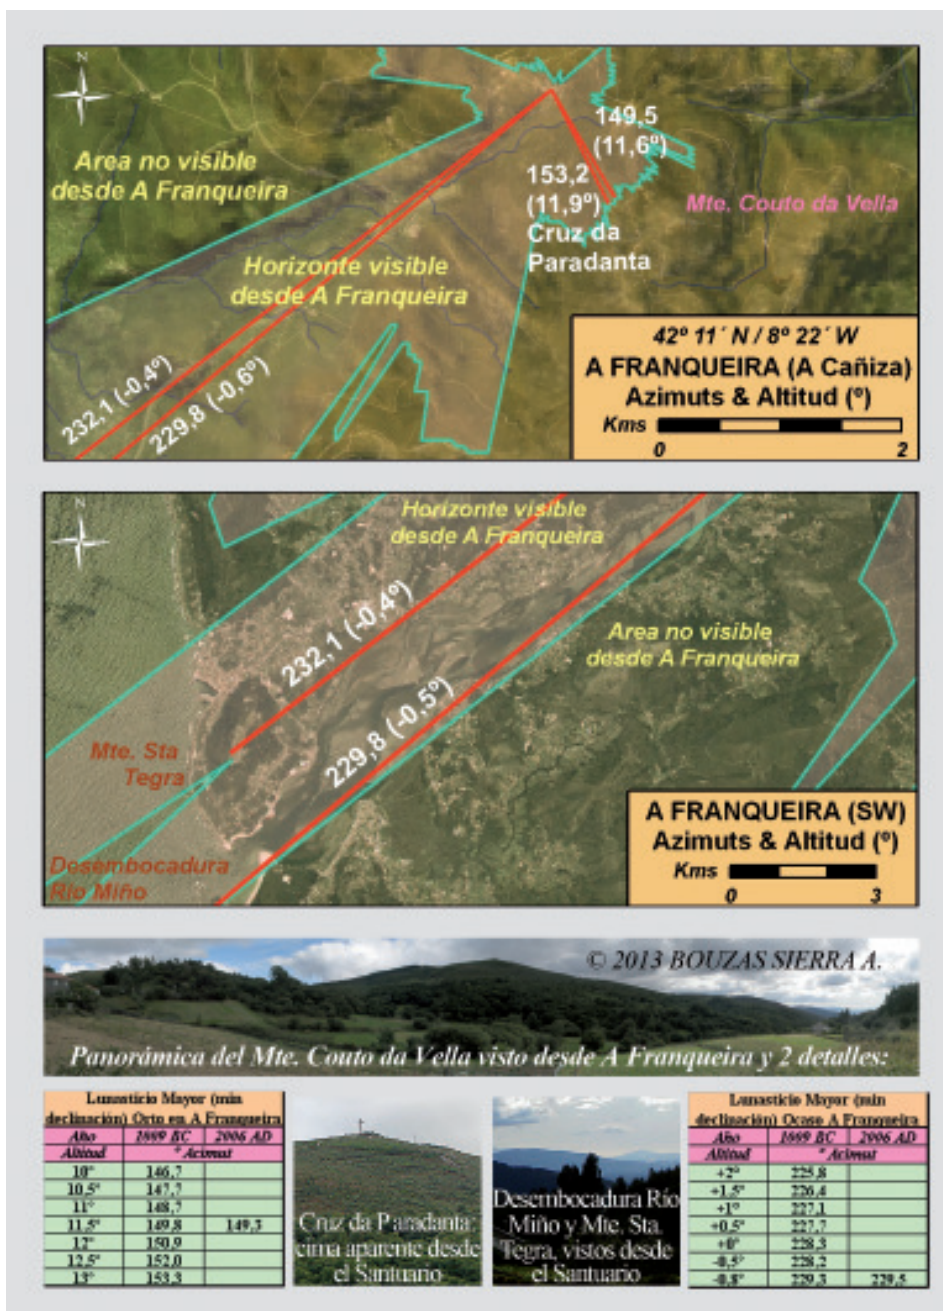 N
Area no visible
desde A Franqueira
149,5
(11,6º)
153,2
(11,9º)
Cruz da
Paradanta
Mte. Couto da Vella
Horizonte visible
desde A Franqueira
232,1 (-0,4º)
229,8 (-0,6º)
42º 11´ N / 8º 22´ W
A FRANQUEIRA (A Cañiza)
Azimuts & Altitud (º)
Kms
0 2
N
Horizonte visible
desde A Franqueira
232,1 (-0,4º)
Area no visible
desde A Franqueira
229,8 (-0,5º)
Mte. Sta
Tegra
Desembocadura
Río Miño
A FRANQUEIRA (SW)
Azimuts & Altitud (º)
Kms
0 3
© 2013 BOUZAS SIERRA A.
Panorámica del Mte. Couto da Vella visto desde A Franqueira y 2 detalles:
Lunasticio Mayor (min
declinación) Orto en A Franqueira
Año 1009 BC 2006 AD
Altitud º Acimut
10º 146,7
10,5º 147,7
11º 148,7
11,5º 149,8 149,3
12º 150,9
12,5º 152,0
13º 153,3
Cruz da Paradanta:
cima aparente desde
el Santuario
Desembocadura Río
Miño y Mte. Sta.
Tegra, vistos desde
el Santuario
Lunasticio Mayor (min
declinación) Ocaso A Franqueira
Año 1009 BC 2006 AD
Altitud º Acimut
+2º 225,8
+1,5º 226,4
+1º 227,1
+0,5º 227,7
+0º 228,3
-0,5º 228,2
-0,8º 229,3 229,5